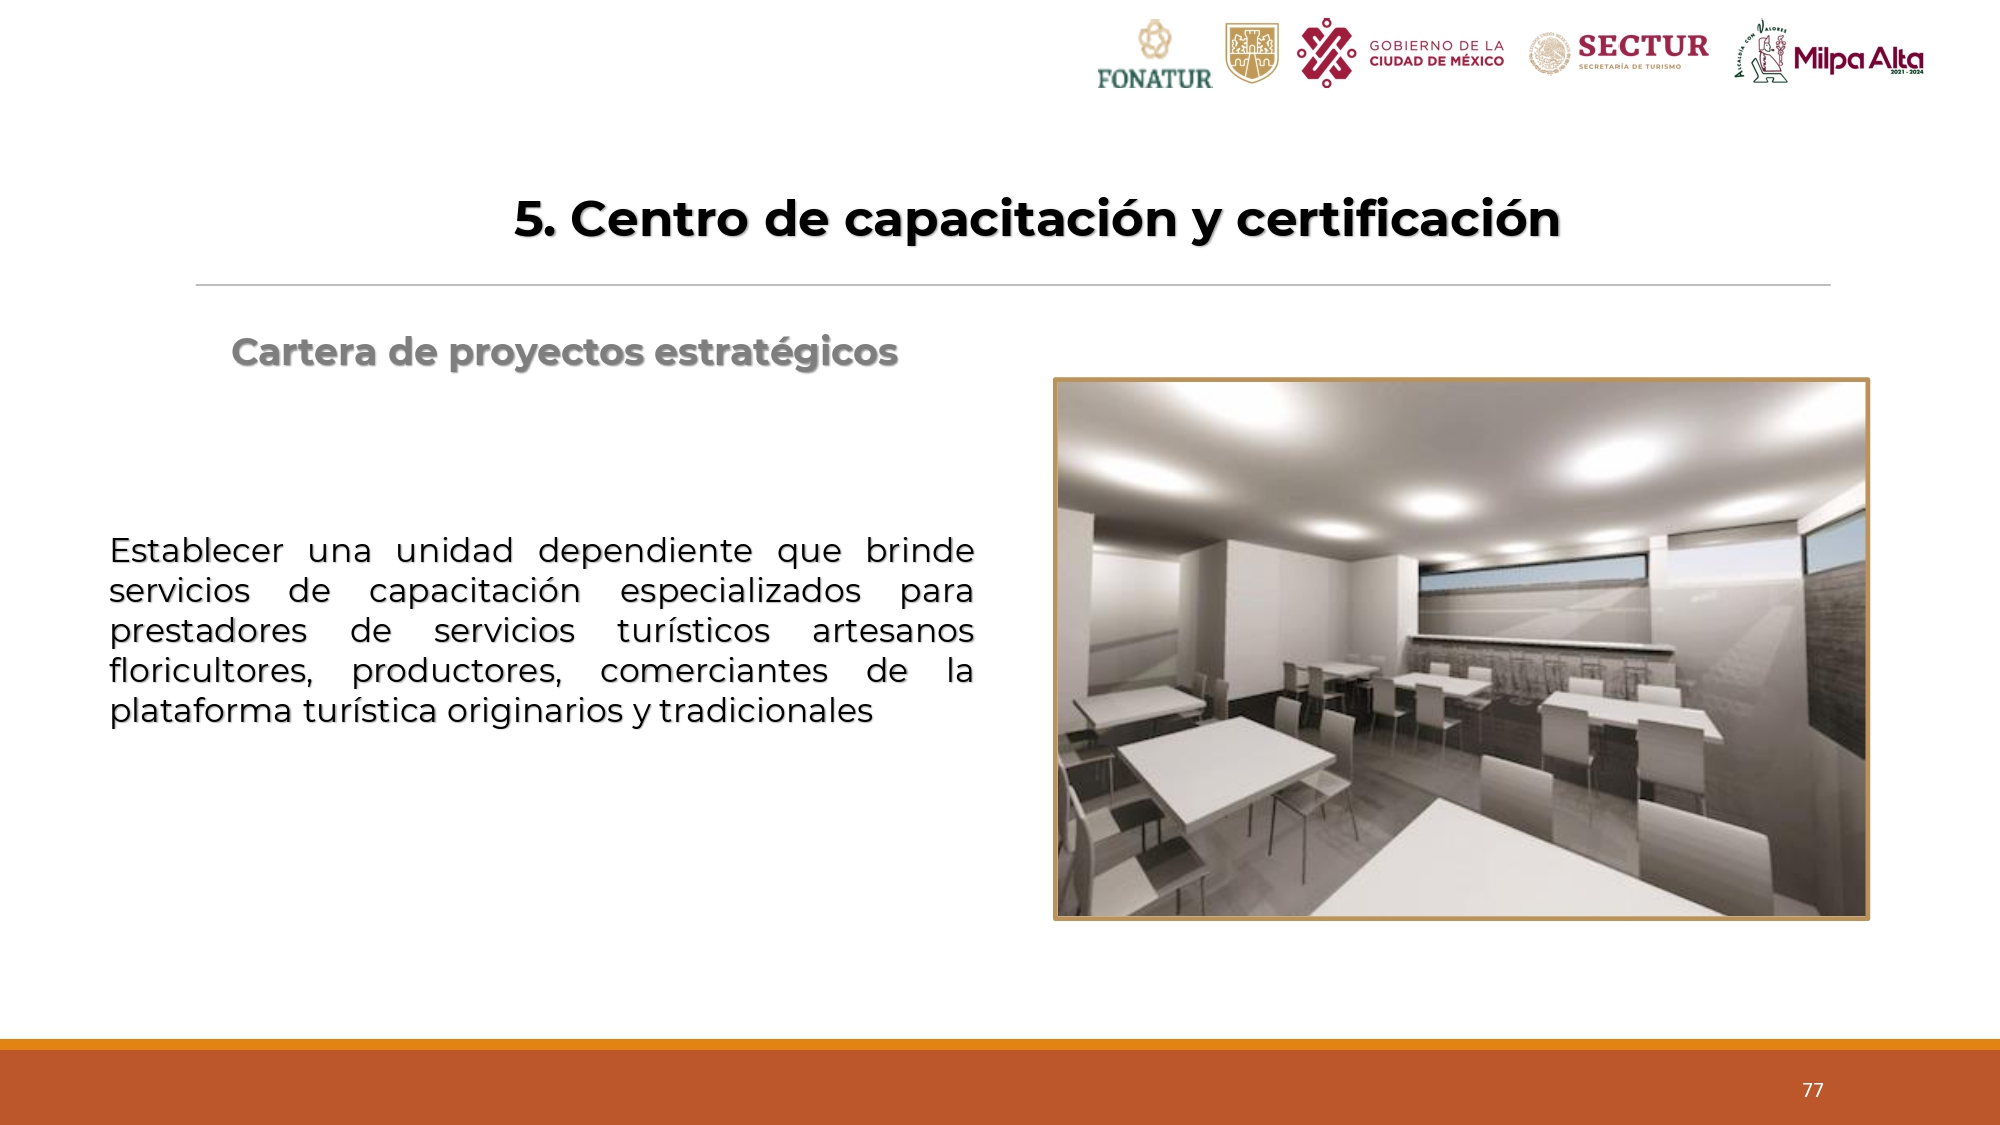 FONATUR
GOBIERNO DE LA
CIUDAD DE MÉXICO
SECTUR
SECRETARÍA DE TURISMO
ALCALDÍA CON VALORES
Milpa Alta
2021 - 2024
5. Centro de capacitación y certificación
Cartera de proyectos estratégicos
Establecer una unidad dependiente que brinde
servicios de capacitación especializados para
prestadores de servicios turísticos artesanos
floricultores, productores, comerciantes de la
plataforma turística originarios y tradicionales
77